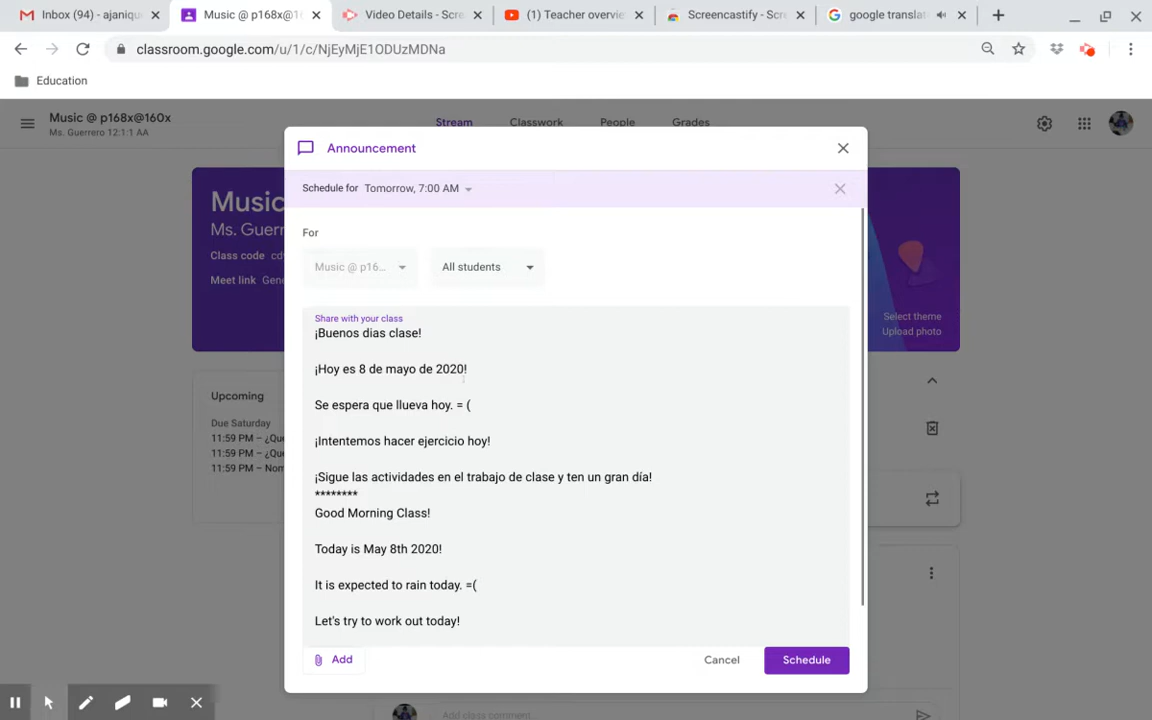 Inbox (94) - ajaniqu
Music @ p168x@1
Video Details - Scre
(1) Teacher overvie
Screencastify - Scre
google translat
classroom.google.com/u/1/c/NjEyMjE1ODUzMDNa
Education
Music @ p168x@160x
Ms. Guerrero 12:1:1 AA
Stream
Classwork
People
Grades
Announcement
Schedule for Tomorrow, 7:00 AM
Music
Ms. Guerr
Class code
Meet link Gene
For
Music @ p16...
All students
Select theme
Upload photo
Share with your class
¡Buenos dias clase!
¡Hoy es 8 de mayo de 2020!
Se espera que llueva hoy. = (
¡Intentemos hacer ejercicio hoy!
¡Sigue las actividades en el trabajo de clase y ten un gran día!
********
Good Morning Class!
Today is May 8th 2020!
It is expected to rain today. =(
Let's try to work out today!
Upcoming
Due Saturday
11:59 PM – ¿Que
11:59 PM – ¿Qu
11:59 PM – Nom
Add
Cancel
Schedule
Add class comment